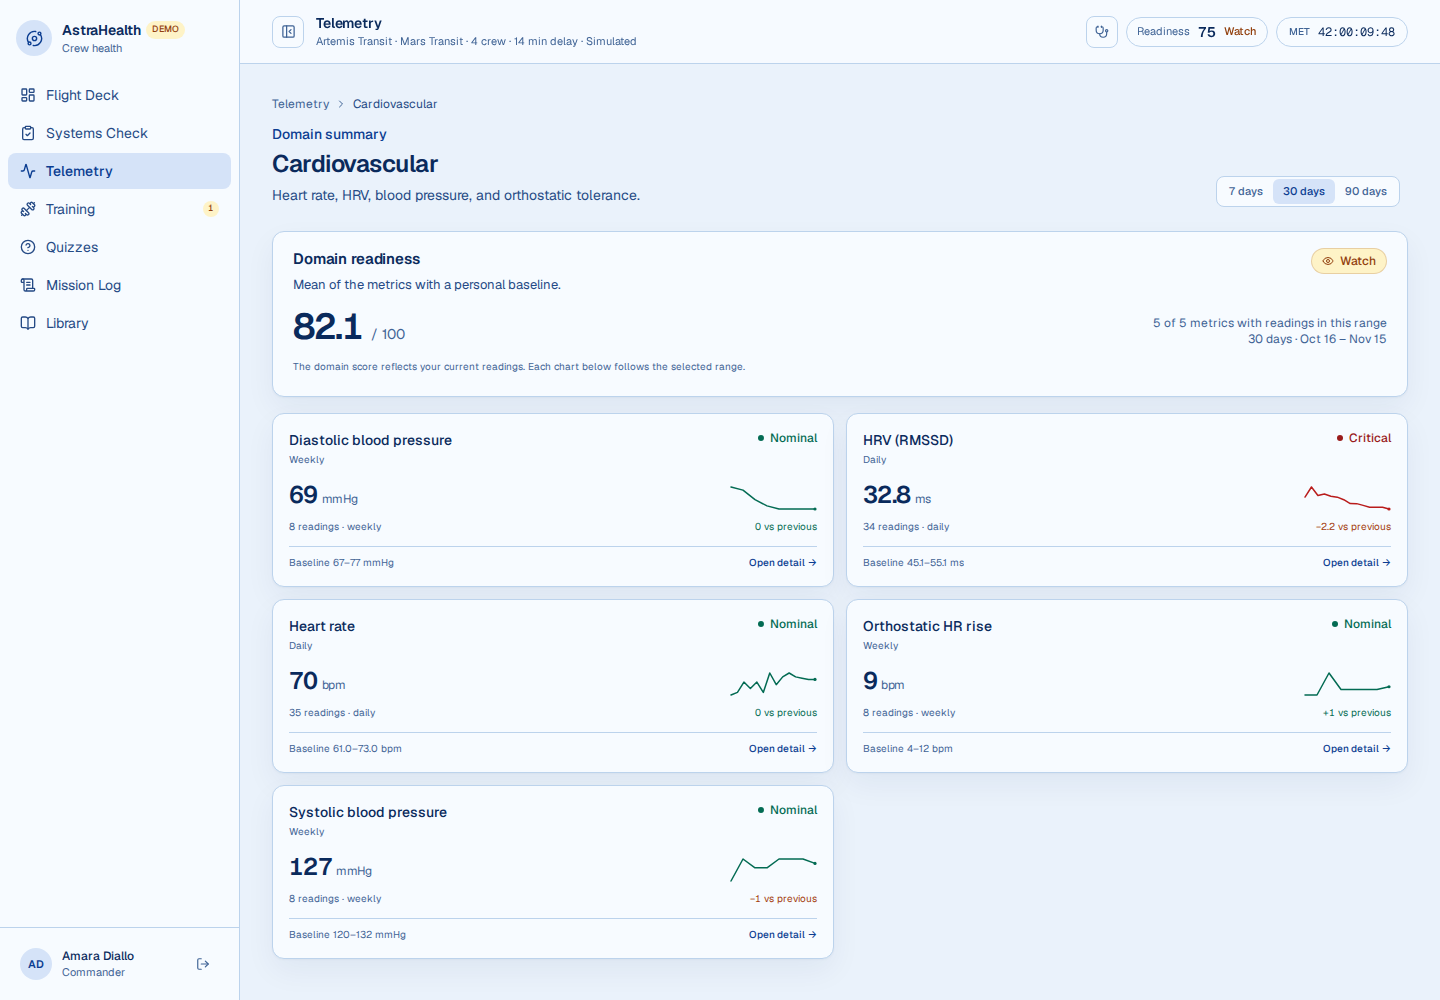 AstraHealth DEMO
Crew health
Flight Deck
Systems Check
Telemetry
Training 1
Quizzes
Mission Log
Library
AD
Amara Diallo
Commander
Telemetry
Artemis Transit · Mars Transit · 4 crew · 14 min delay · Simulated
Readiness 75 Watch
MET 42:00:09:48
Telemetry > Cardiovascular
Domain summary
Cardiovascular
Heart rate, HRV, blood pressure, and orthostatic tolerance.
7 days 30 days 90 days
Domain readiness
Watch
Mean of the metrics with a personal baseline.
82.1 / 100
5 of 5 metrics with readings in this range
30 days · Oct 16 – Nov 15
The domain score reflects your current readings. Each chart below follows the selected range.
Diastolic blood pressure
Nominal
Weekly
69 mmHg
8 readings · weekly
0 vs previous
Baseline 67–77 mmHg
Open detail →
HRV (RMSSD)
Critical
Daily
32.8 ms
34 readings · daily
−2.2 vs previous
Baseline 45.1–55.1 ms
Open detail →
Heart rate
Nominal
Daily
70 bpm
35 readings · daily
0 vs previous
Baseline 61.0–73.0 bpm
Open detail →
Orthostatic HR rise
Nominal
Weekly
9 bpm
8 readings · weekly
+1 vs previous
Baseline 4–12 bpm
Open detail →
Systolic blood pressure
Nominal
Weekly
127 mmHg
8 readings · weekly
−1 vs previous
Baseline 120–132 mmHg
Open detail →